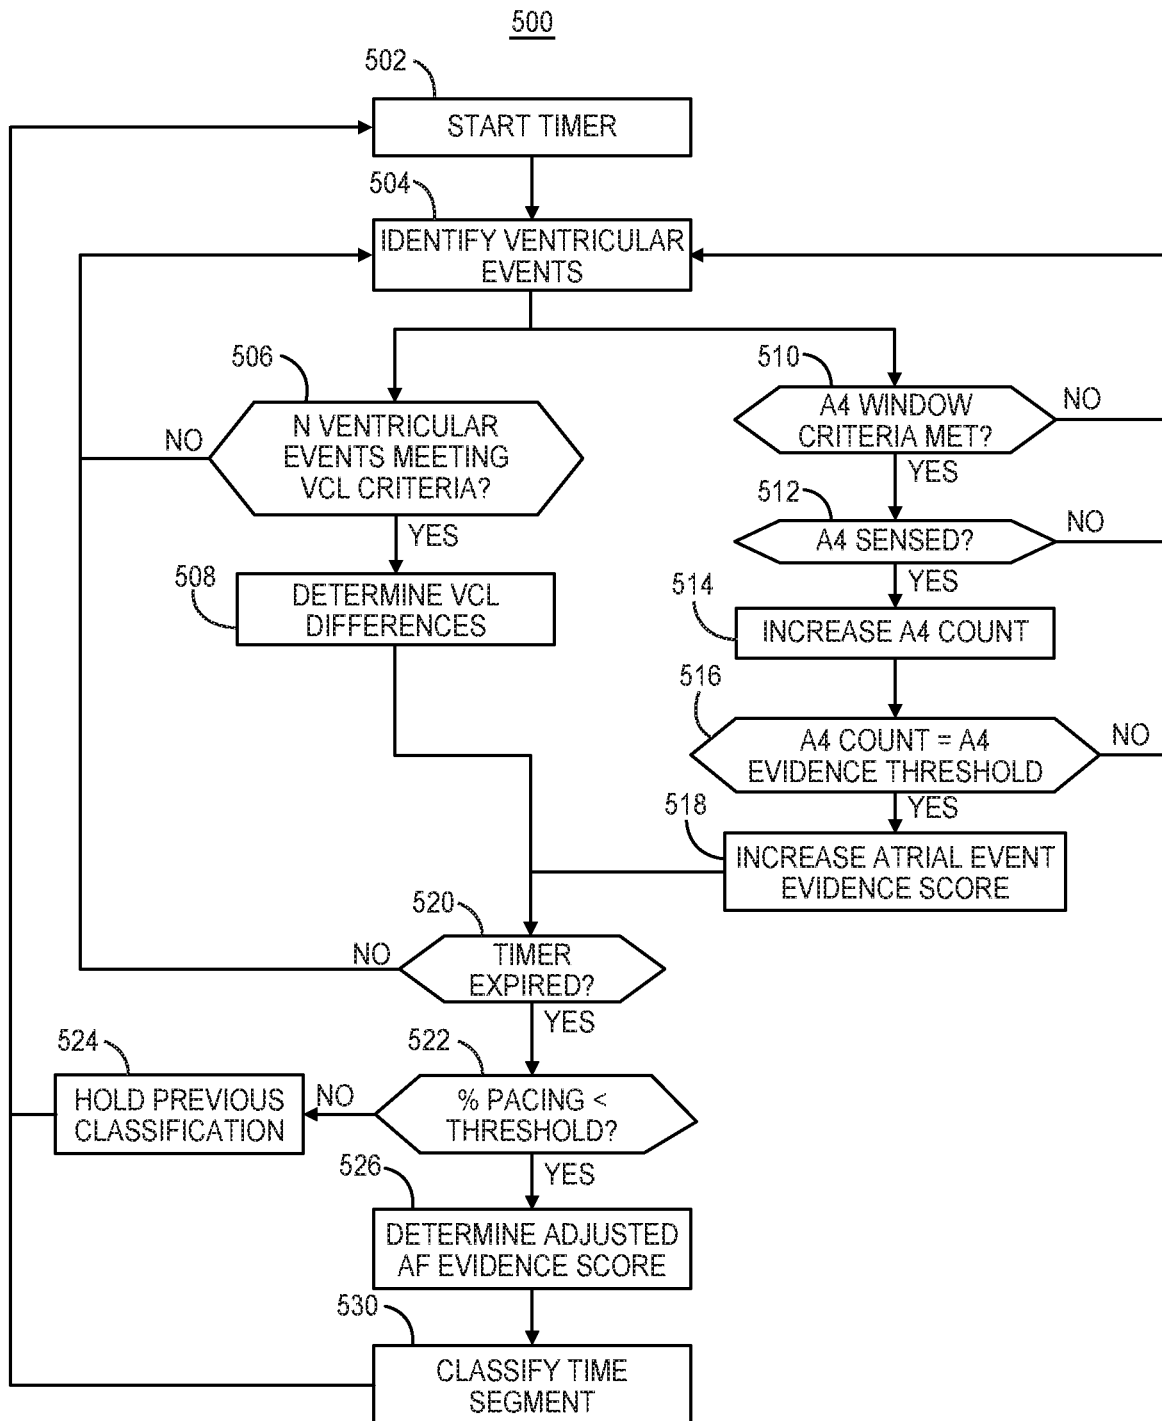 500
502
START TIMER
504
IDENTIFY VENTRICULAR
EVENTS
506
N VENTRICULAR
EVENTS MEETING
VCL CRITERIA?
NO
YES
508
DETERMINE VCL
DIFFERENCES
510
A4 WINDOW
CRITERIA MET?
NO
YES
512
A4 SENSED?
NO
YES
514
INCREASE A4 COUNT
516
A4 COUNT = A4
EVIDENCE THRESHOLD
NO
YES
518
INCREASE ATRIAL EVENT
EVIDENCE SCORE
520
TIMER
EXPIRED?
NO
YES
522
% PACING <
THRESHOLD?
NO
YES
524
HOLD PREVIOUS
CLASSIFICATION
526
DETERMINE ADJUSTED
AF EVIDENCE SCORE
530
CLASSIFY TIME
SEGMENT